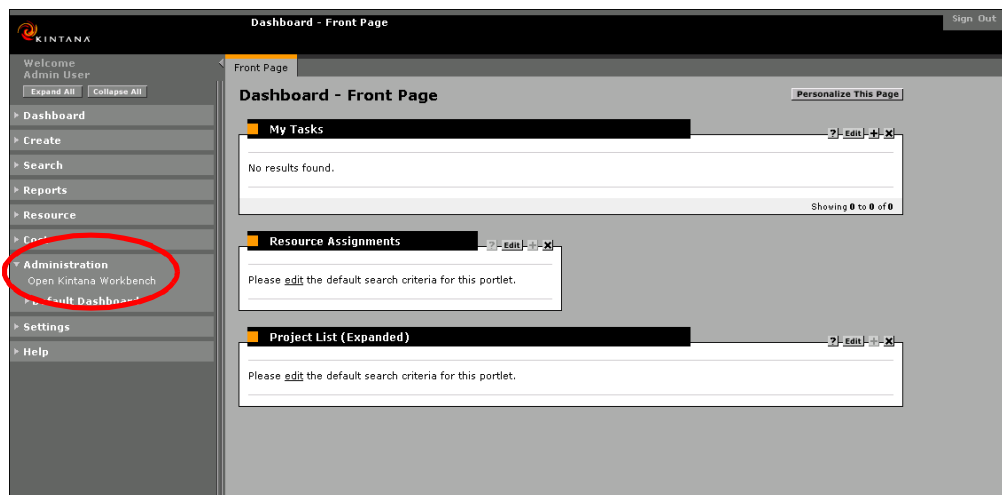 Dashboard - Front Page
Sign Out
KINTANA
Welcome
Admin User
Expand All Collapse All
Dashboard
Create
Search
Reports
Resource
Administration
Open Kintana Workbench
Default Dashboard
Settings
Help
Front Page
Dashboard - Front Page
Personalize This Page
My Tasks
? Edit + X
No results found.
Showing 0 to 0 of 0
Resource Assignments
? Edit + X
Please edit the default search criteria for this portlet.
Project List (Expanded)
? Edit + X
Please edit the default search criteria for this portlet.